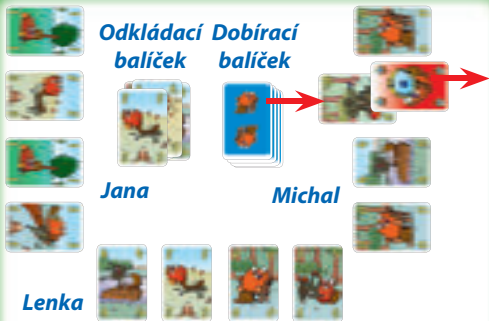 Odkládací
balíček
Dobírací
balíček
Jana
Michal
Lenka